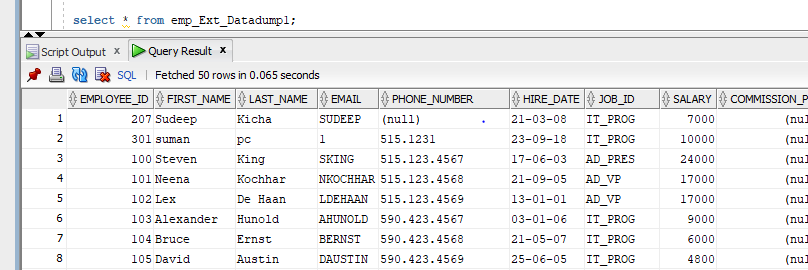 select * from emp_Ext_Datadump1;
Script Output x Query Result x
SQL | Fetched 50 rows in 0.065 seconds
EMPLOYEE_ID FIRST_NAME LAST_NAME EMAIL PHONE_NUMBER HIRE_DATE JOB_ID SALARY COMMISSION_P
1 207 Sudeep Kicha SUDEEP (null) 21-03-08 IT_PROG 7000 (nul
2 301 suman pc l 515.1231 23-09-18 IT_PROG 10000 (nul
3 100 Steven King SKING 515.123.4567 17-06-03 AD_PRES 24000 (nul
4 101 Neena Kochhar NKOCHHAR 515.123.4568 21-09-05 AD_VP 17000 (nul
5 102 Lex De Haan LDEHAAN 515.123.4569 13-01-01 AD_VP 17000 (nul
6 103 Alexander Hunold AHUNOLD 590.423.4567 03-01-06 IT_PROG 9000 (nul
7 104 Bruce Ernst BERNST 590.423.4568 21-05-07 IT_PROG 6000 (nul
8 105 David Austin DAUSTIN 590.423.4569 25-06-05 IT_PROG 4800 (nul